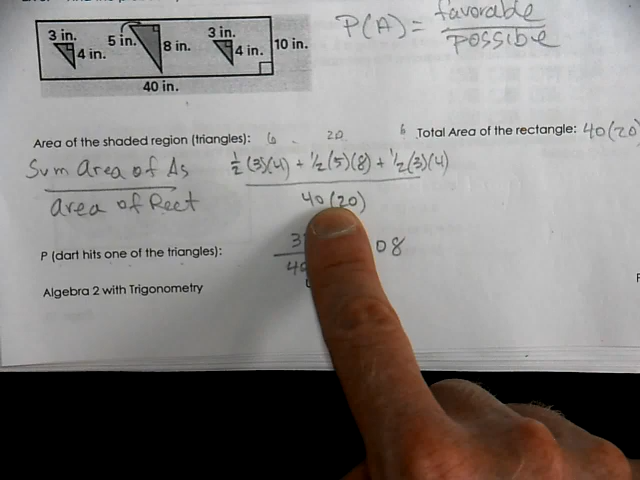 P(A) = favorable
possible
3 in.
4 in.
5 in.
8 in.
3 in.
4 in.
10 in.
40 in.
Area of the shaded region (triangles): 6 20 6 Total Area of the rectangle: 40(20)
Sum Area of Δs
area of Rect
½(3)(4) + ½(5)(8) + ½(3)(4)
40(20)
P (dart hits one of the triangles):
08
Algebra 2 with Trigonometry